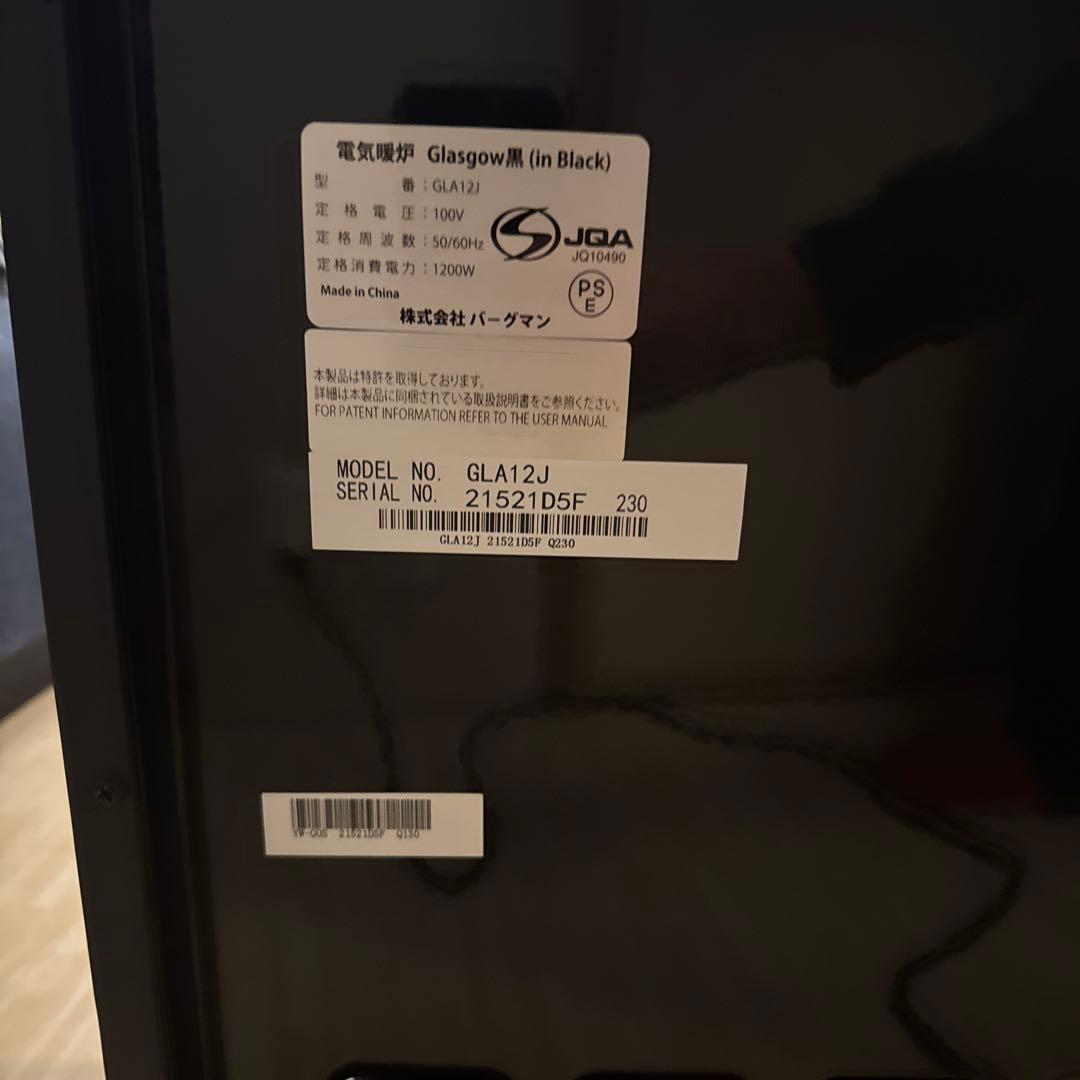 電気暖炉 Glasgow黒 (in Black)
型 番：GLA12J
定格電圧：100V
定格周波数：50/60Hz
定格消費電力：1200W
JQA
JQ10490
Made in China
PS
E
株式会社 バーグマン
本製品は特許を取得しております。
詳細は本製品に同梱されている取扱説明書をご参照ください。
FOR PATENT INFORMATION REFER TO THE USER MANUAL
MODEL NO. GLA12J
SERIAL NO. 21521D5F 230
GLA12J 21521D5F Q230
YW-GOS 21521D5F Q130